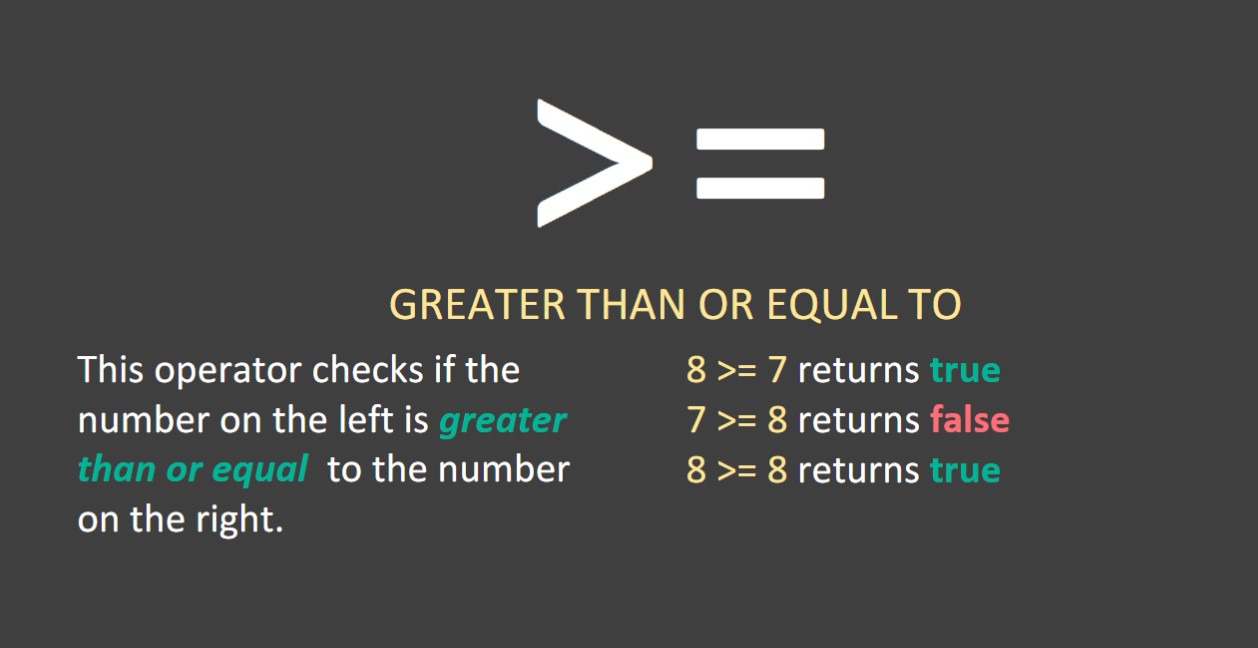 >=
GREATER THAN OR EQUAL TO
This operator checks if the
number on the left is greater
than or equal to the number
on the right.
8 >= 7 returns true
7 >= 8 returns false
8 >= 8 returns true